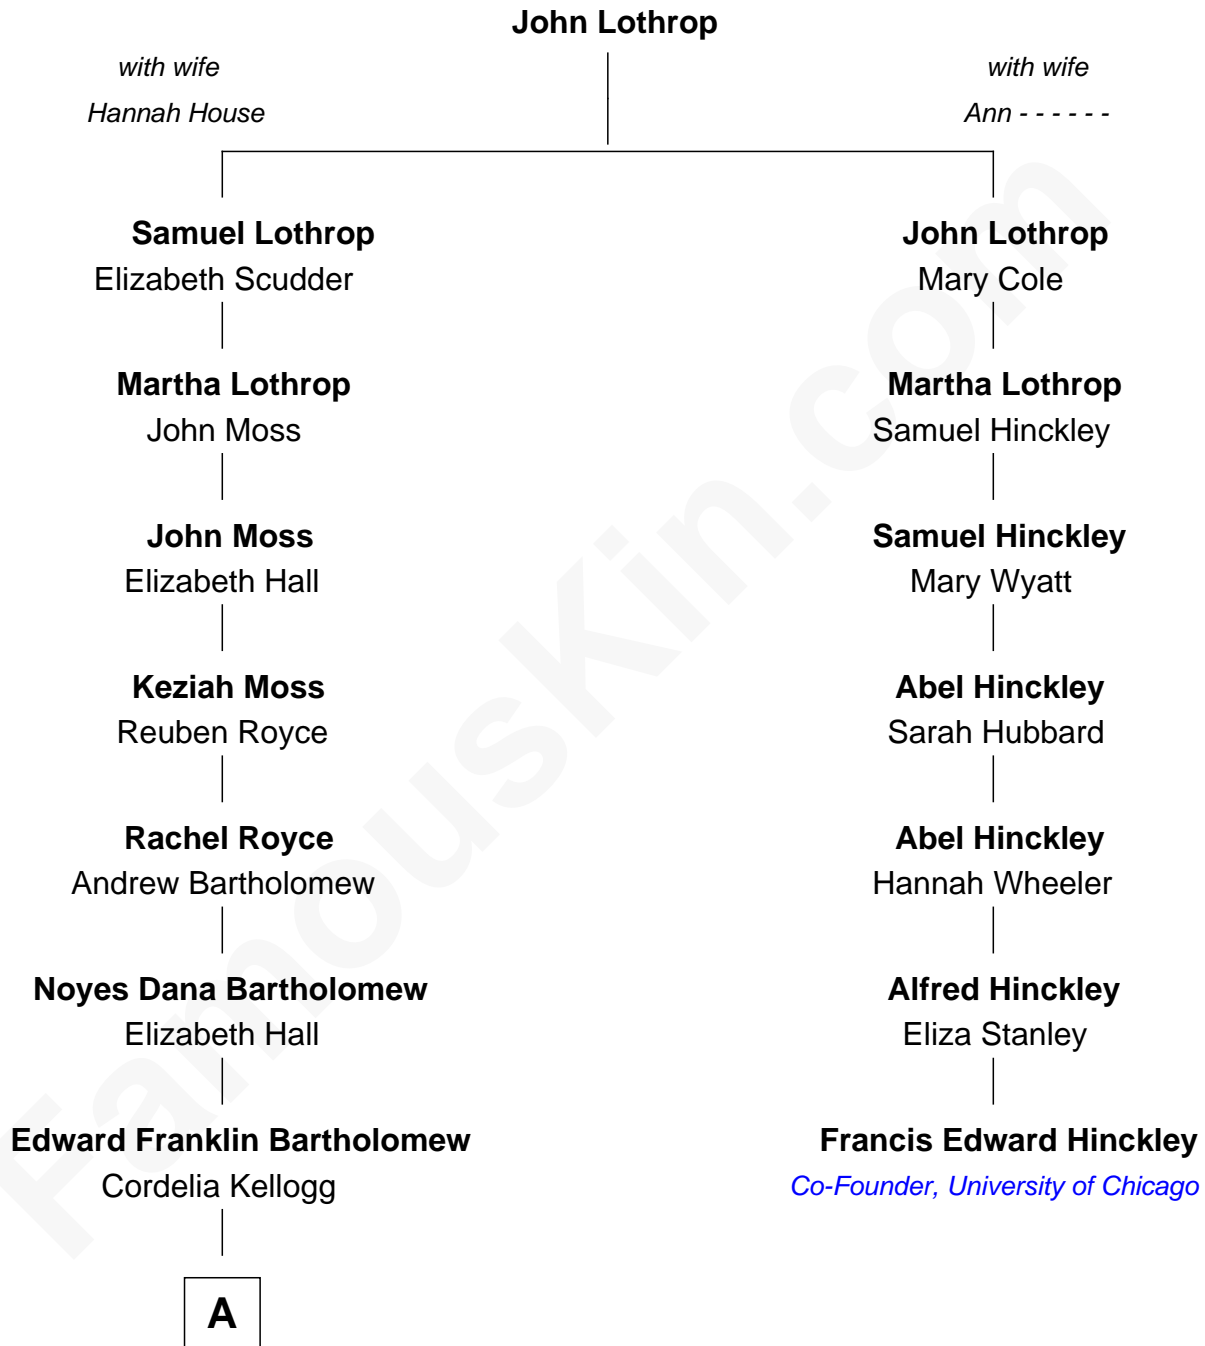 John Lothrop
with wife
Hannah House
with wife
Ann - - - - - -
Samuel Lothrop
Elizabeth Scudder
John Lothrop
Mary Cole
Martha Lothrop
John Moss
Martha Lothrop
Samuel Hinckley
John Moss
Elizabeth Hall
Samuel Hinckley
Mary Wyatt
Keziah Moss
Reuben Royce
Abel Hinckley
Sarah Hubbard
Rachel Royce
Andrew Bartholomew
Abel Hinckley
Hannah Wheeler
Noyes Dana Bartholomew
Elizabeth Hall
Alfred Hinckley
Eliza Stanley
Edward Franklin Bartholomew
Cordelia Kellogg
Francis Edward Hinckley
Co-Founder, University of Chicago
A
FamousKin.com